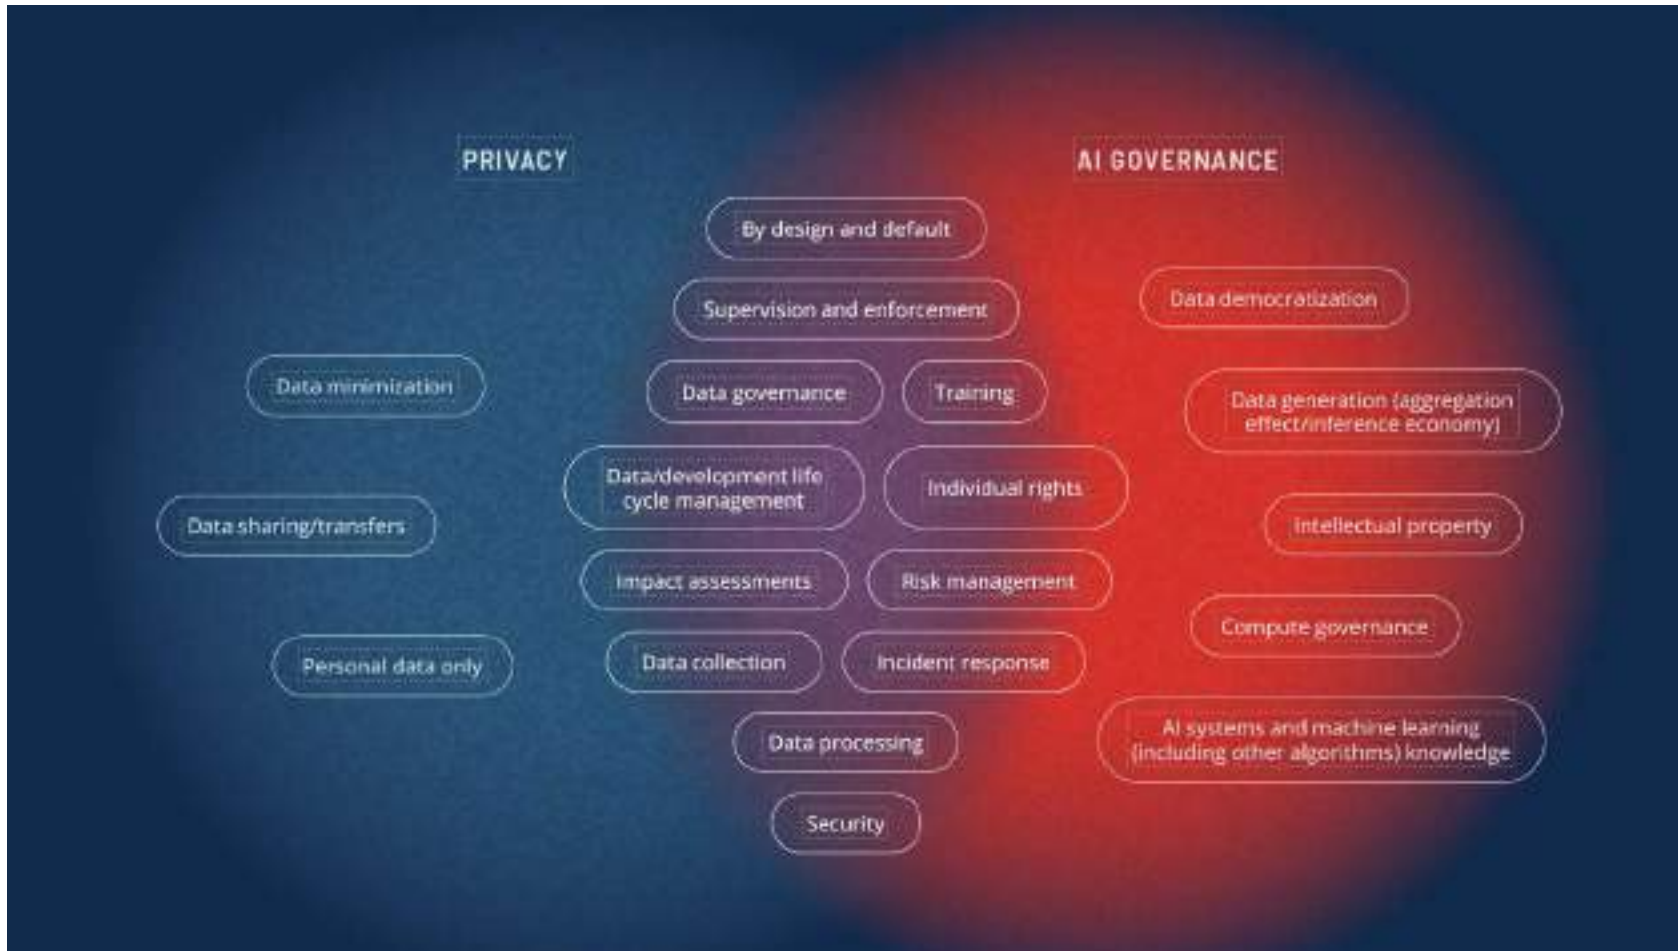 PRIVACY
AI GOVERNANCE
By design and default
Supervision and enforcement
Data democratization
Data minimization
Data governance
Training
Data generation (aggregation
effect/inference economy)
Data/development life
cycle management
Individual rights
Data sharing/transfers
Intellectual property
Impact assessments
Risk management
Compute governance
Personal data only
Data collection
Incident response
AI systems and machine learning
(including other algorithms) knowledge
Data processing
Security